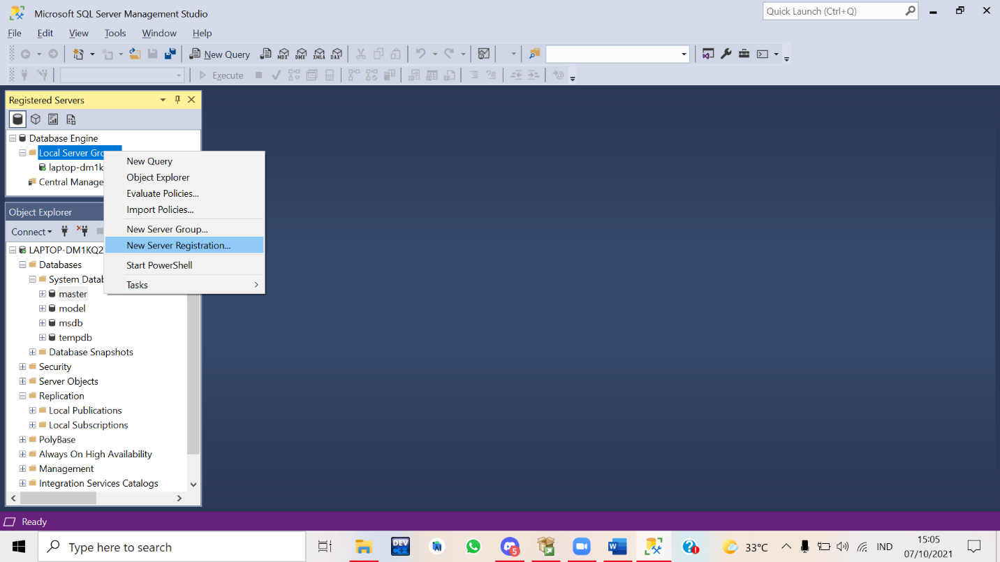 Microsoft SQL Server Management Studio
Quick Launch (Ctrl+Q)
File Edit View Tools Window Help
New Query MDX DMX XMLA DAX
Execute
Registered Servers
Database Engine
Local Server Gro
laptop-dm1k
Central Manage
New Query
Object Explorer
Evaluate Policies...
Import Policies...
New Server Group...
New Server Registration...
Start PowerShell
Tasks
Object Explorer
Connect
LAPTOP-DM1KQ2
Databases
System Datab
master
model
msdb
tempdb
Database Snapshots
Security
Server Objects
Replication
Local Publications
Local Subscriptions
PolyBase
Always On High Availability
Management
Integration Services Catalogs
Ready
Type here to search
DEV C++
5
33°C
IND
15:05
07/10/2021